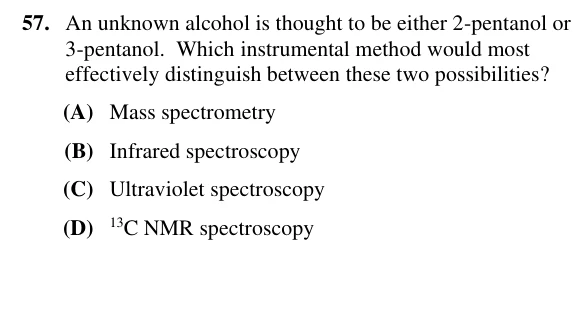 57. An unknown alcohol is thought to be either 2-pentanol or
3-pentanol. Which instrumental method would most
effectively distinguish between these two possibilities?
(A) Mass spectrometry
(B) Infrared spectroscopy
(C) Ultraviolet spectroscopy
(D) ¹³C NMR spectroscopy